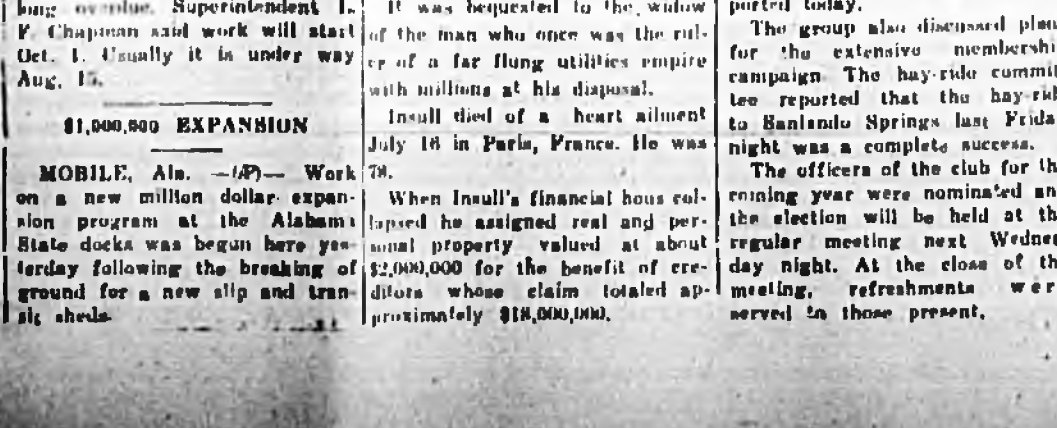 long overdue. Superintendent L.
F. Chapman said work will start
Oct. 1. Usually it is under way
Aug. 15.
$1,000,000 EXPANSION
MOBILE, Ala. —(AP)— Work
on a new million dollar expan-
sion program at the Alabama
State docks was begun here yes-
terday following the breaking of
ground for a new slip and tran-
sit sheds.
It was bequeated to the widow
of the man who once was the rul-
er of a far flung utilities empire
with millions at his disposal.
Insull died of a heart ailment
July 16 in Paris, France. He was
78.
When Insull's financial hous col-
lapsed he assigned real and per-
sonal property valued at about
$2,000,000 for the benefit of cre-
ditors whose claim totaled ap-
proximately $18,000,000.
ported today.
The group also discussed plan
for the extensive membershi
campaign. The hay-ride commit
tee reported that the hay-rid
to Sanlando Springs last Frida
night was a complete success.
The officers of the club for th
coming year were nominated an
the election will be held at th
regular meeting next Wednes
day night. At the close of th
meeting, refreshments wer
served to those present.